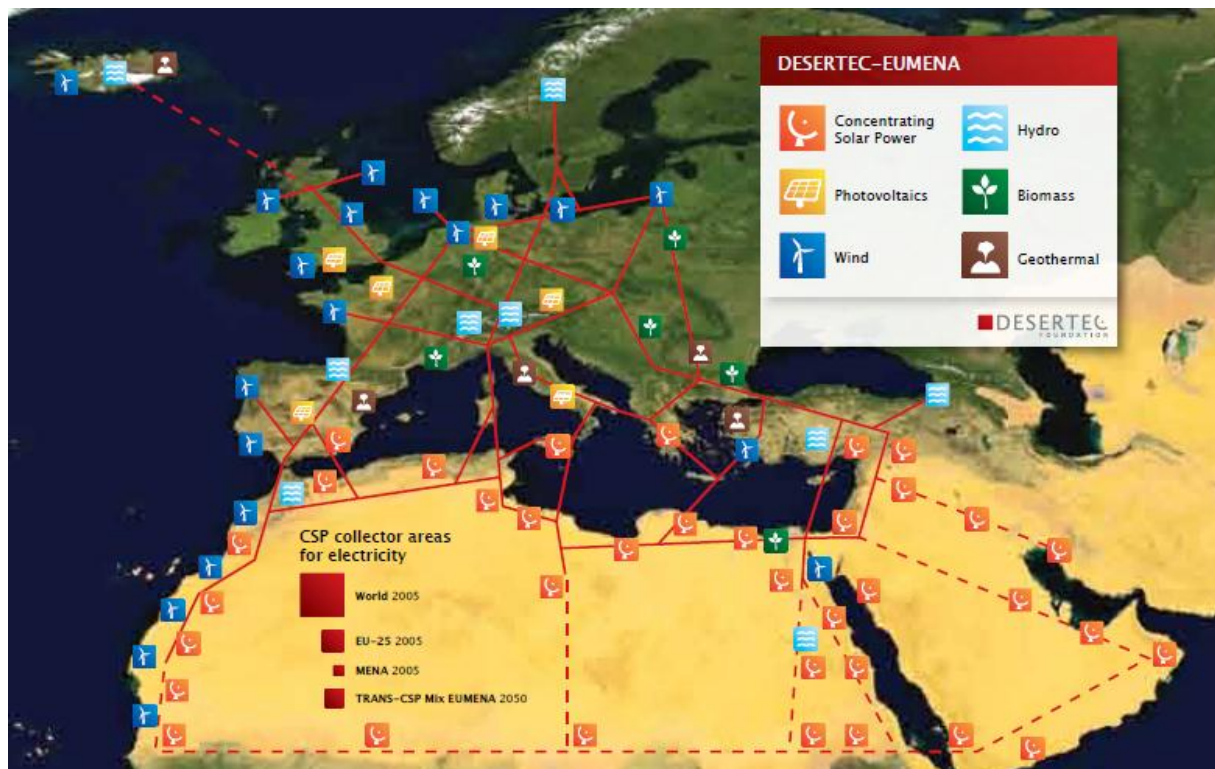 DESERTEC-EUMENA
Concentrating
Solar Power
Hydro
Photovoltaics
Biomass
Wind
Geothermal
DESERTEC
FOUNDATION
CSP collector areas
for electricity
World 2005
EU-25 2005
MENA 2005
TRANS-CSP Mix EUMENA 2050